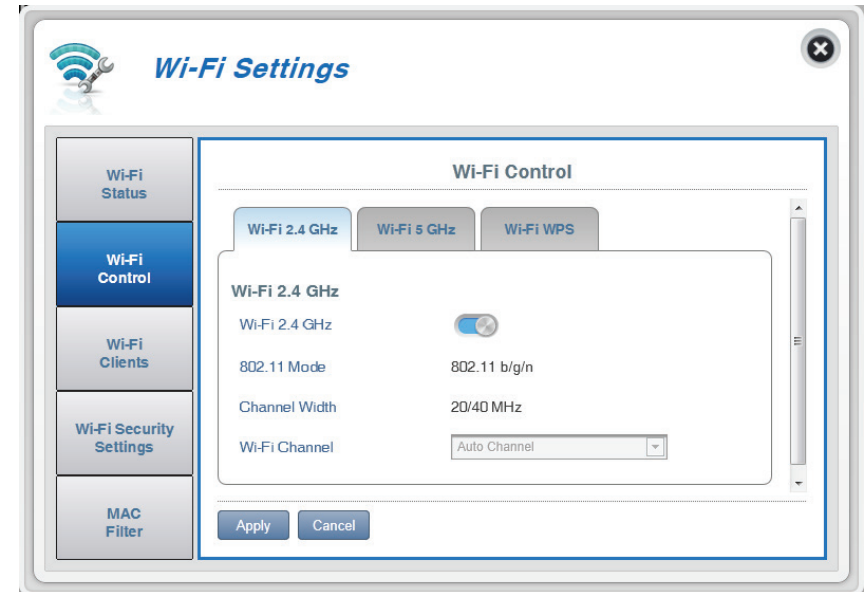 Wi-Fi Settings
Wi-Fi
Status
Wi-Fi
Control
Wi-Fi
Clients
Wi-Fi Security
Settings
MAC
Filter
Wi-Fi Control
Wi-Fi 2.4 GHz Wi-Fi 5 GHz Wi-Fi WPS
Wi-Fi 2.4 GHz
Wi-Fi 2.4 GHz
802.11 Mode 802.11 b/g/n
Channel Width 20/40 MHz
Wi-Fi Channel Auto Channel
Apply Cancel